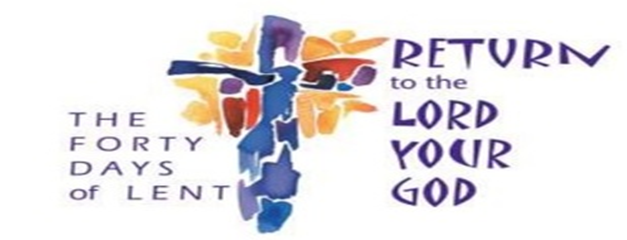 THE
FORTY
DAYS
of LENT
RETURN
to the
LORD
YOUR
GOD